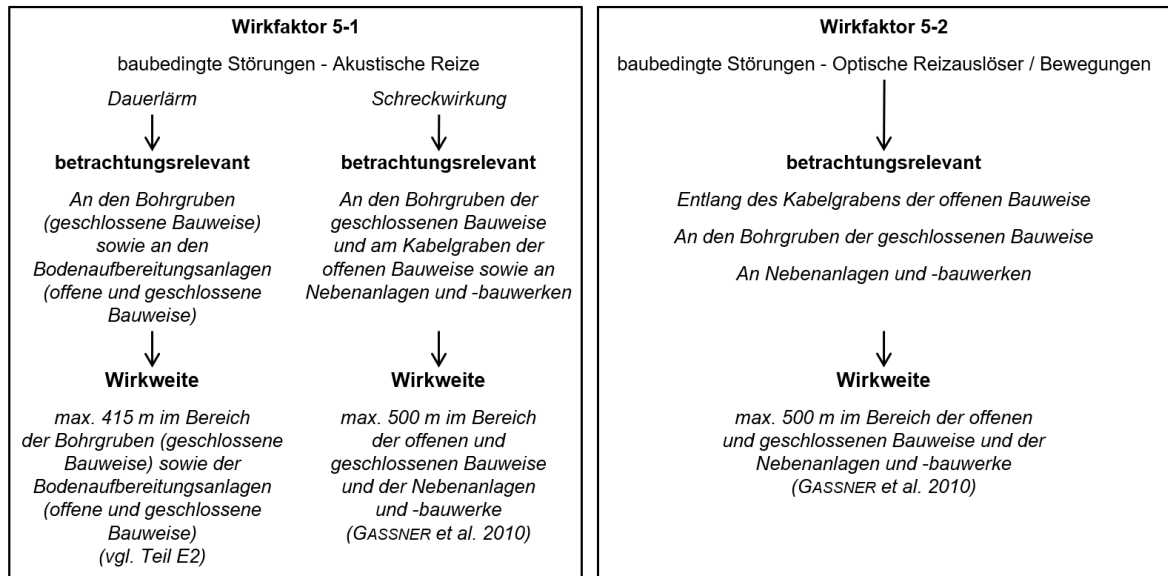 Wirkfaktor 5-1
baubedingte Störungen - Akustische Reize
Dauerlärm
betrachtungsrelevant
An den Bohrgruben
(geschlossene Bauweise)
sowie an den
Bodenaufbereitungsanlagen
(offene und geschlossene
Bauweise)
Wirkweite
max. 415 m im Bereich
der Bohrgruben (geschlossene
Bauweise) sowie der
Bodenaufbereitungsanlagen
(offene und geschlossene
Bauweise)
(vgl. Teil E2)
Schreckwirkung
betrachtungsrelevant
An den Bohrgruben der
geschlossenen Bauweise
und am Kabelgraben der
offenen Bauweise sowie an
Nebenanlagen und -bauwerken
Wirkweite
max. 500 m im Bereich
der offenen und
geschlossenen Bauweise
und der Nebenanlagen
und -bauwerke
(GASSNER et al. 2010)
Wirkfaktor 5-2
baubedingte Störungen - Optische Reizauslöser / Bewegungen
betrachtungsrelevant
Entlang des Kabelgrabens der offenen Bauweise
An den Bohrgruben der geschlossenen Bauweise
An Nebenanlagen und -bauwerken
Wirkweite
max. 500 m im Bereich der offenen
und geschlossenen Bauweise und der
Nebenanlagen und -bauwerke
(GASSNER et al. 2010)